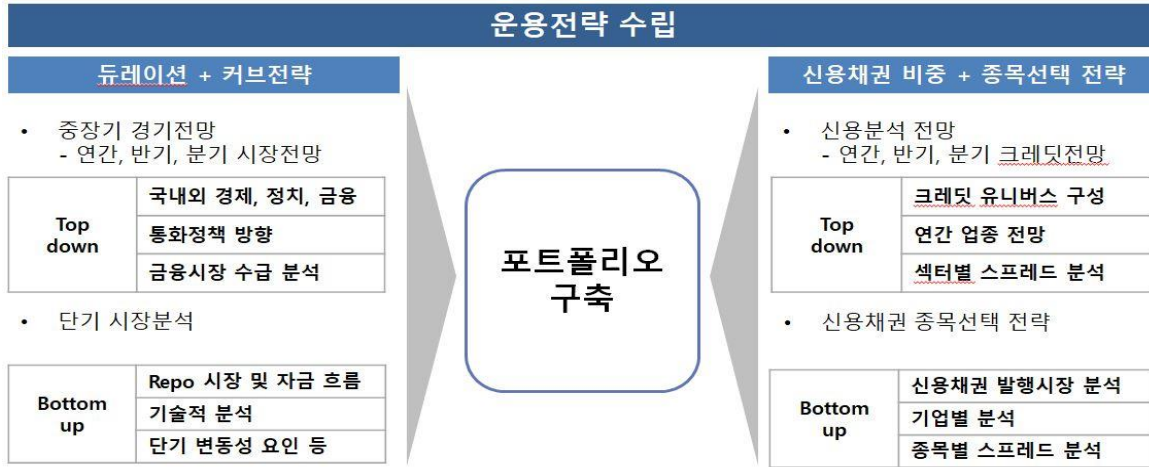 운용전략 수립
듀레이션 + 커브전략
• 중장기 경기전망
- 연간, 반기, 분기 시장전망
Top
down
국내외 경제, 정치, 금융
통화정책 방향
금융시장 수급 분석
• 단기 시장분석
Bottom
up
Repo 시장 및 자금 흐름
기술적 분석
단기 변동성 요인 등
포트폴리오
구축
신용채권 비중 + 종목선택 전략
• 신용분석 전망
- 연간, 반기, 분기 크레딧전망
Top
down
크레딧 유니버스 구성
연간 업종 전망
섹터별 스프레드 분석
• 신용채권 종목선택 전략
Bottom
up
신용채권 발행시장 분석
기업별 분석
종목별 스프레드 분석